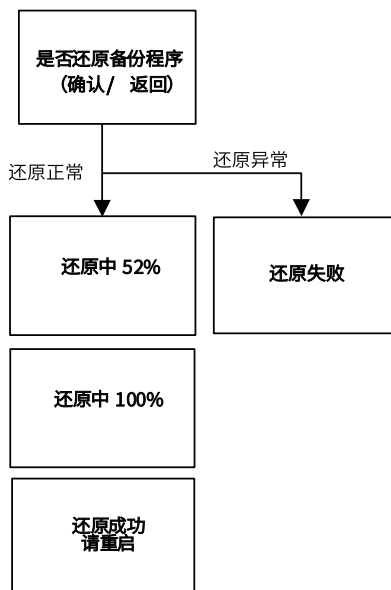 是否还原备份程序
（确认/ 返回）
还原正常
还原异常
还原中 52%
还原失败
还原中 100%
还原成功
请重启